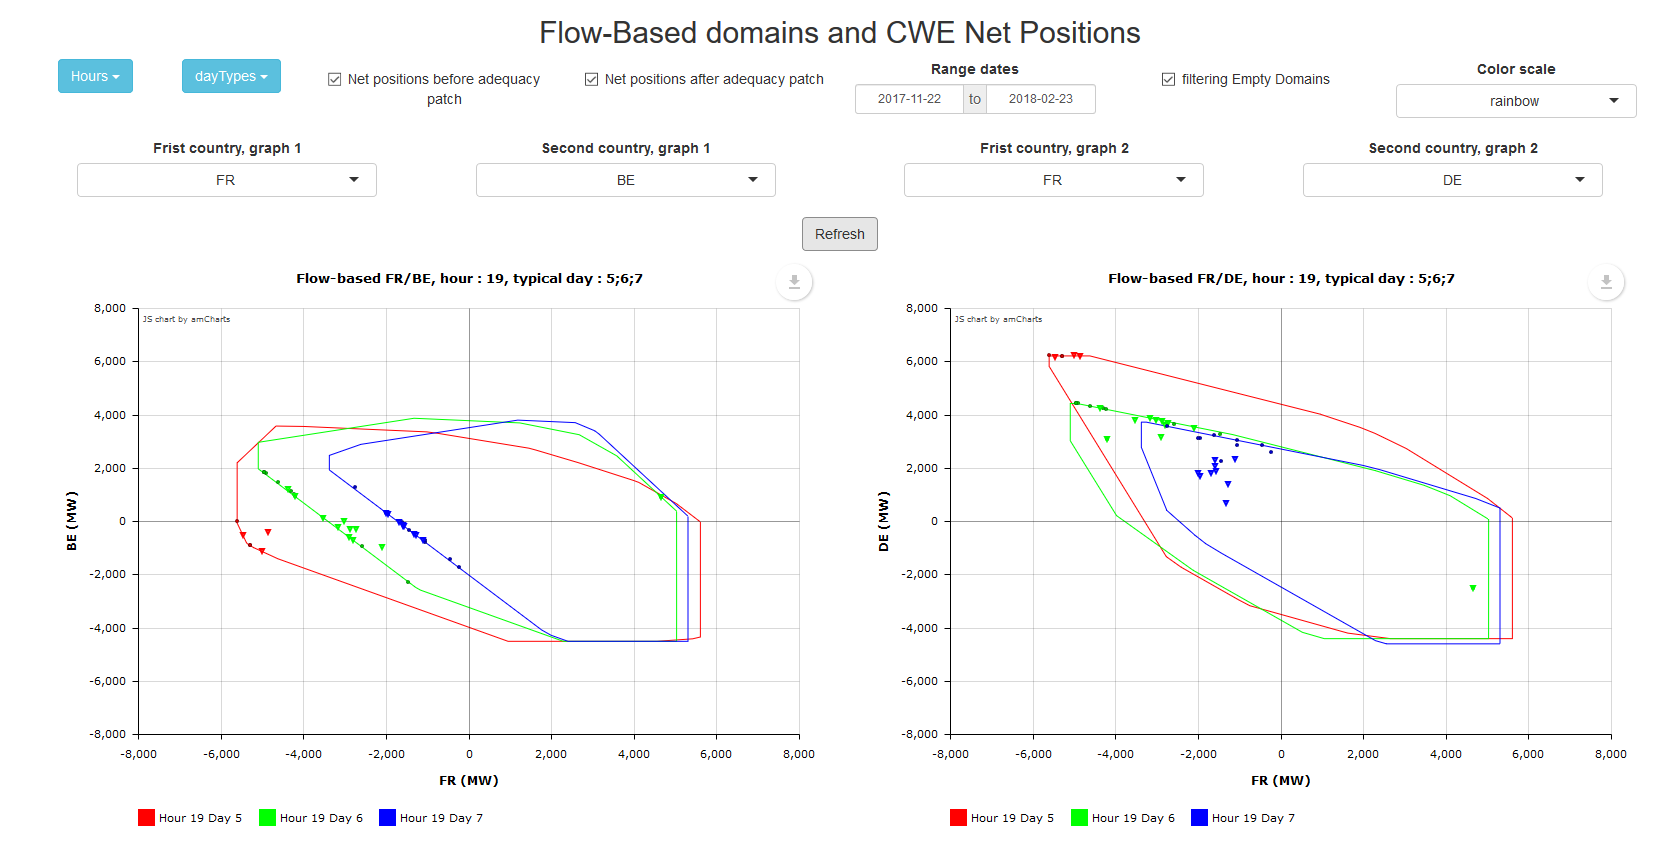 Flow-Based domains and CWE Net Positions
Hours
dayTypes
Net positions before adequacy
patch
Net positions after adequacy patch
Range dates
2017-11-22 to 2018-02-23
filtering Empty Domains
Color scale
rainbow
Frist country, graph 1
FR
Second country, graph 1
BE
Frist country, graph 2
FR
Second country, graph 2
DE
Refresh
Flow-based FR/BE, hour : 19, typical day : 5;6;7
JS chart by amCharts
8,000
6,000
4,000
2,000
0
-2,000
-4,000
-6,000
-8,000
BE (MW)
-8,000 -6,000 -4,000 -2,000 0 2,000 4,000 6,000 8,000
FR (MW)
Hour 19 Day 5 Hour 19 Day 6 Hour 19 Day 7
Flow-based FR/DE, hour : 19, typical day : 5;6;7
JS chart by amCharts
8,000
6,000
4,000
2,000
0
-2,000
-4,000
-6,000
-8,000
DE (MW)
-8,000 -6,000 -4,000 -2,000 0 2,000 4,000 6,000 8,000
FR (MW)
Hour 19 Day 5 Hour 19 Day 6 Hour 19 Day 7